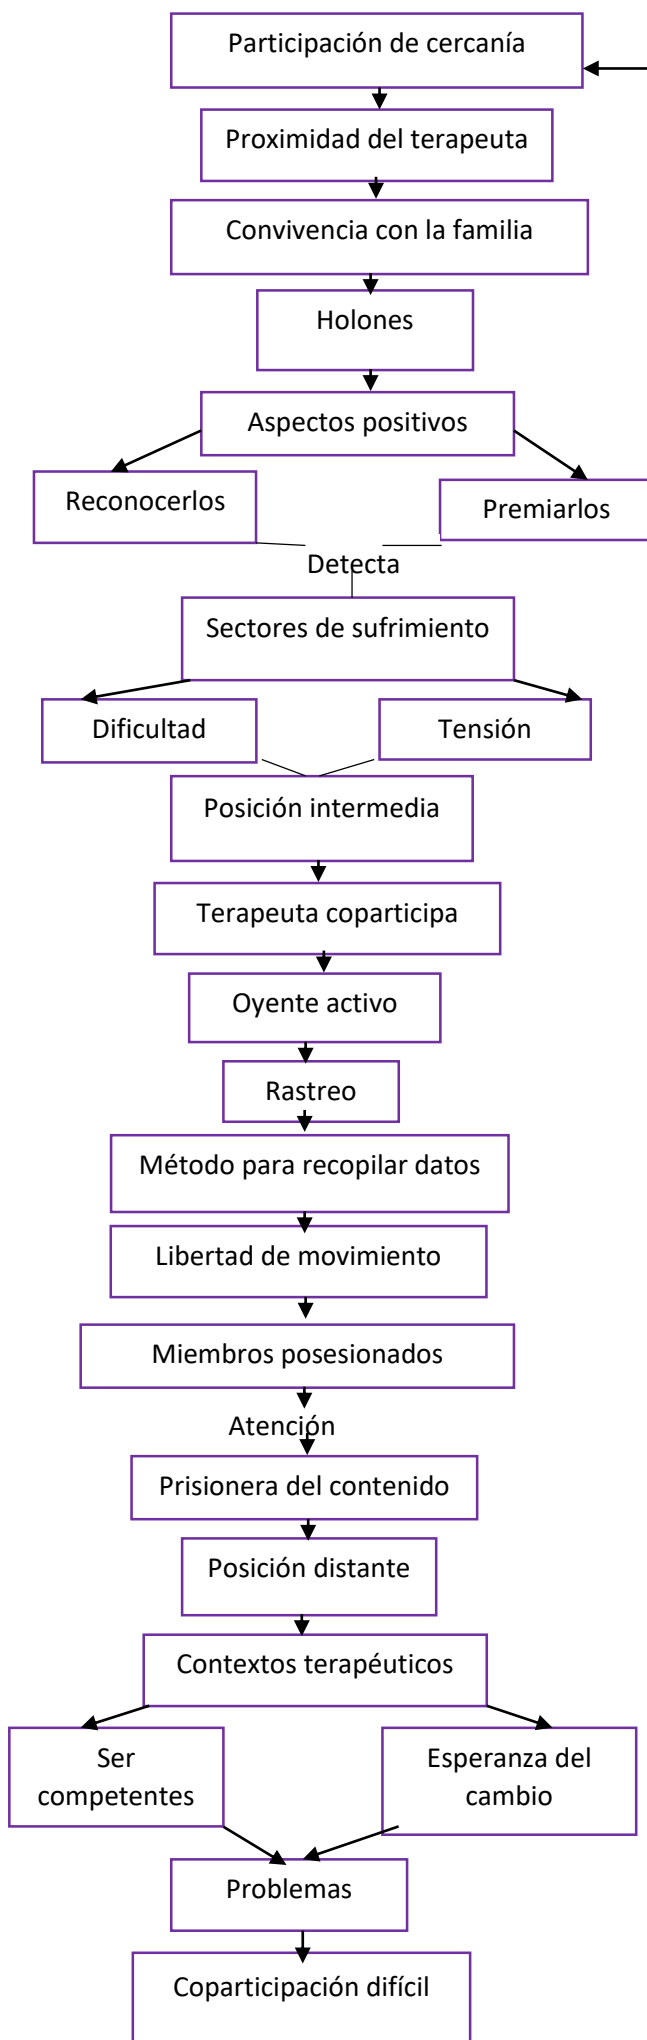 Participación de cercanía
Proximidad del terapeuta
Convivencia con la familia
Holones
Aspectos positivos
Reconocerlos
Premiarlos
Detecta
Sectores de sufrimiento
Dificultad
Tensión
Posición intermedia
Terapeuta coparticipa
Oyente activo
Rastreo
Método para recopilar datos
Libertad de movimiento
Miembros posesionados
Atención
Prisionera del contenido
Posición distante
Contextos terapéuticos
Ser
competentes
Esperanza del
cambio
Problemas
Coparticipación difícil